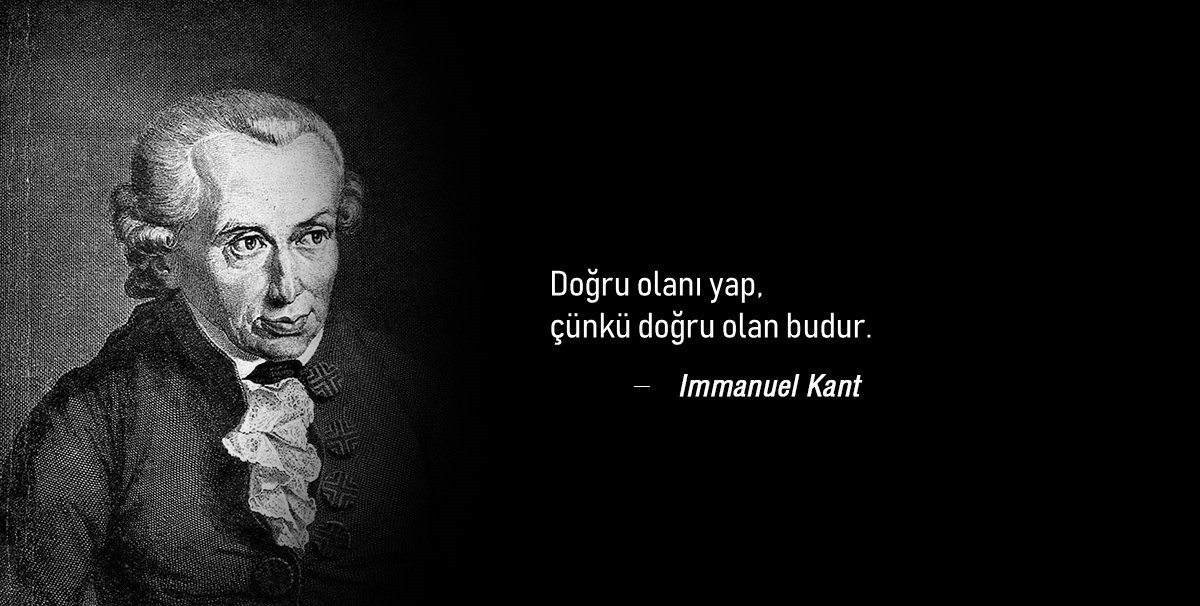 Doğru olanı yap,
çünkü doğru olan budur.
— Immanuel Kant